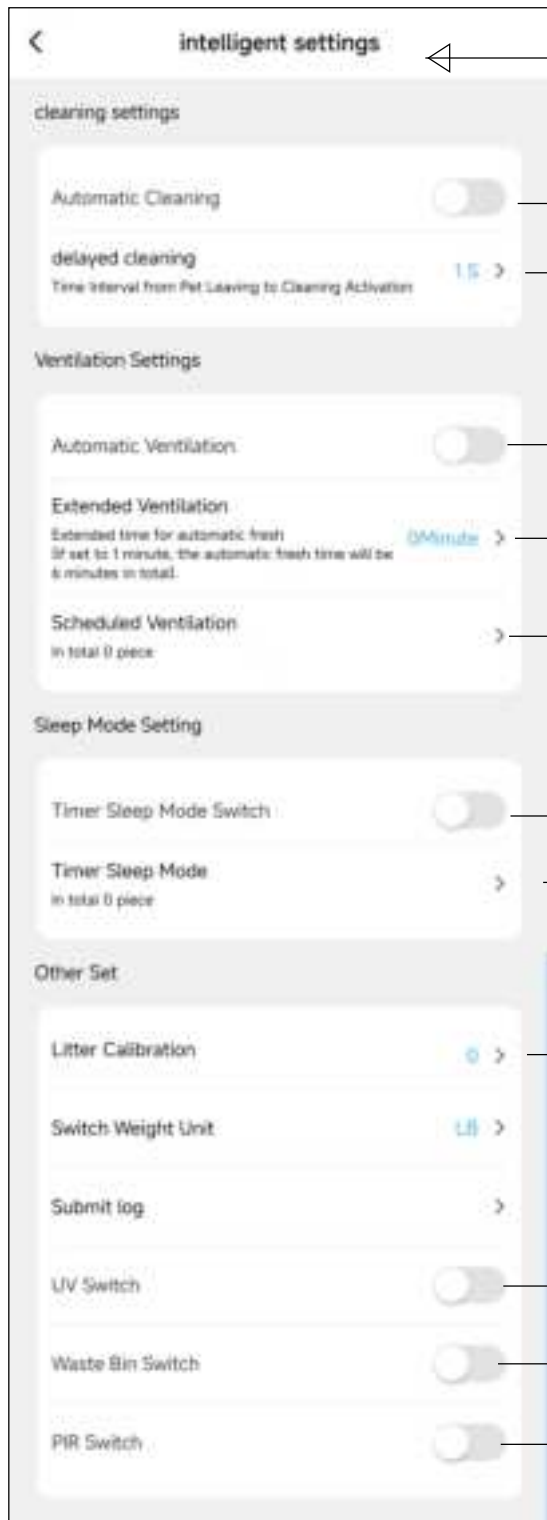 intelligent settings
cleaning settings
Automatic Cleaning
delayed cleaning
Time Interval from Pet Leaving to Cleaning Activation
Ventilation Settings
Automatic Ventilation
Extended Ventilation
Extended time for automatic fresh
0Minute
(If set to 1 minute, the automatic fresh time will be
6 minutes in total).
Scheduled Ventilation
In total 0 piece
Sleep Mode Setting
Timer Sleep Mode Switch
Timer Sleep Mode
In total 0 piece
Other Set
Litter Calibration 0
Switch Weight Unit LB
Submit log
UV Switch
Waste Bin Switch
PIR Switch